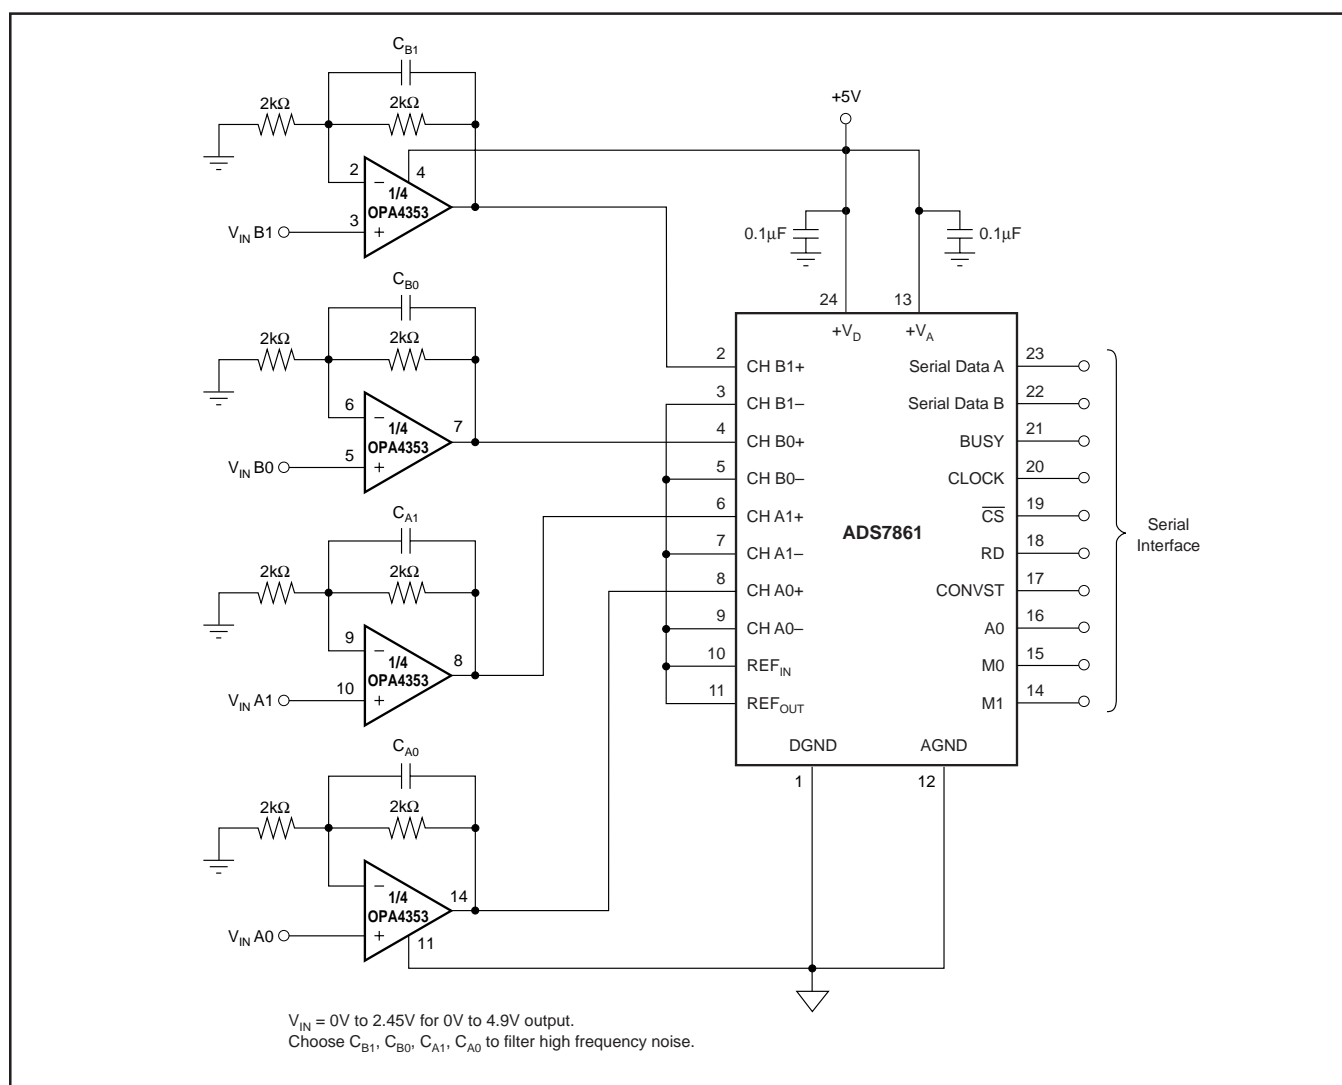 C_B1
+5V
2kΩ
2kΩ
2
4
–
1/4
OPA4353
3
+
V_IN B1
0.1μF
0.1μF
C_B0
2kΩ
2kΩ
6
–
1/4
OPA4353
7
5
+
V_IN B0
C_A1
2kΩ
2kΩ
9
–
1/4
OPA4353
8
10
+
V_IN A1
C_A0
2kΩ
2kΩ
–
1/4
OPA4353
14
+
11
V_IN A0
24
13
+V_D
+V_A
2
CH B1+
3
CH B1–
4
CH B0+
5
CH B0–
6
CH A1+
7
CH A1–
8
CH A0+
9
CH A0–
10
REF_IN
11
REF_OUT
ADS7861
Serial Data A
23
Serial Data B
22
BUSY
21
CLOCK
20
C̅S̅
19
RD
18
CONVST
17
A0
16
M0
15
M1
14
Serial
Interface
DGND
AGND
1
12
V_IN = 0V to 2.45V for 0V to 4.9V output.
Choose C_B1, C_B0, C_A1, C_A0 to filter high frequency noise.